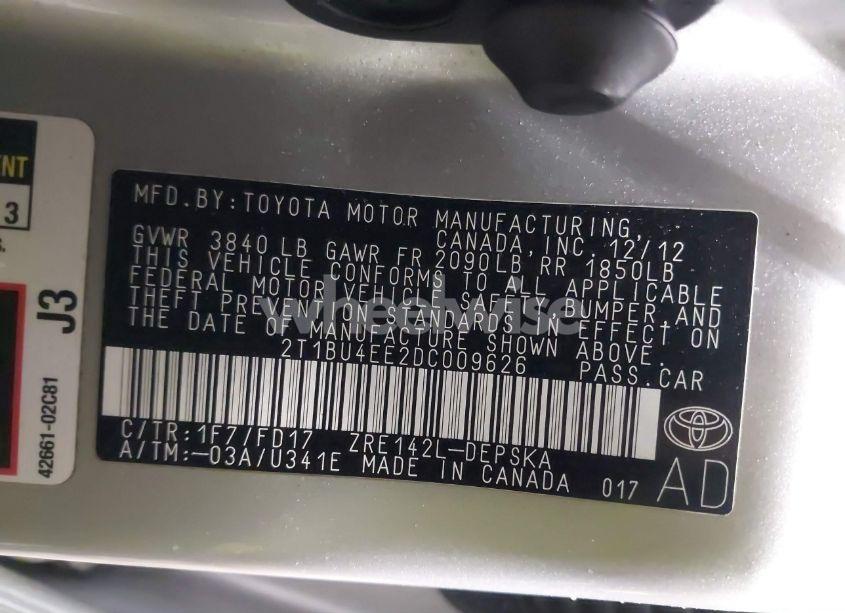 MFD. BY: TOYOTA MOTOR MANUFACTURING,
CANADA, INC. 12/12
GVWR 3840 LB GAWR FR 2090LB RR 1850LB
THIS VEHICLE CONFORMS TO ALL APPLICABLE
FEDERAL MOTOR VEHICLE SAFETY, BUMPER, AND
THEFT PREVENTION STANDARDS IN EFFECT ON
THE DATE OF MANUFACTURE SHOWN ABOVE.
2T1BU4EE2DC009626 PASS.CAR
C/TR:1F7/FD17 ZRE142L-DEPSKA
A/TM:-03A/U341E MADE IN CANADA 017
AD
J3
42661-02C81
3
wheelwise